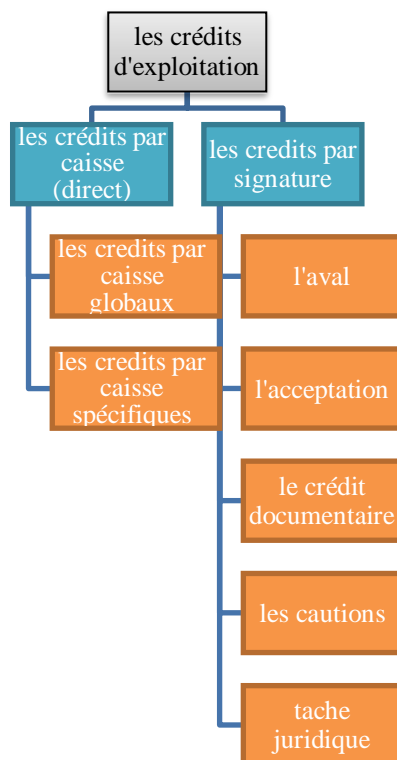 les crédits
d'exploitation
les crédits par
caisse
(direct)
les credits par
signature
les credits par
caisse
globaux
les credits par
caisse
spécifiques
l'aval
l'acceptation
le crédit
documentaire
les cautions
tache
juridique